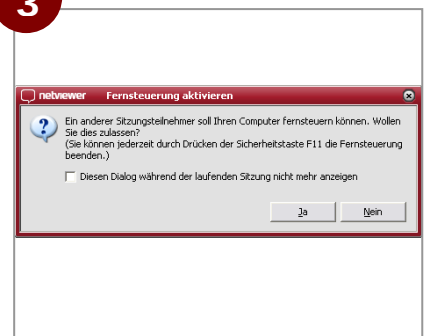 3
netviewer Fernsteuerung aktivieren
Ein anderer Sitzungsteilnehmer soll Ihren Computer fernsteuern können. Wollen
Sie dies zulassen?
(Sie können jederzeit durch Drücken der Sicherheitstaste F11 die Fernsteuerung
beenden.)
Diesen Dialog während der laufenden Sitzung nicht mehr anzeigen
Ja Nein